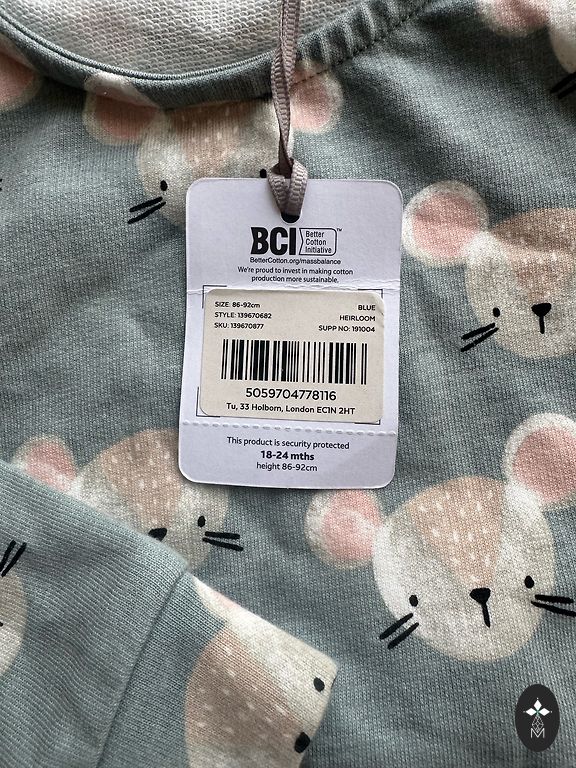 BCI Better Cotton Initiative™
BetterCotton.org/massbalance
We're proud to invest in making cotton
production more sustainable.
SIZE: 86-92cm BLUE
STYLE: 139670682 HEIRLOOM
SKU: 139670877 SUPP NO: 191004
5059704778116
Tu, 33 Holborn, London EC1N 2HT
This product is security protected
18-24 mths
height 86-92cm
M